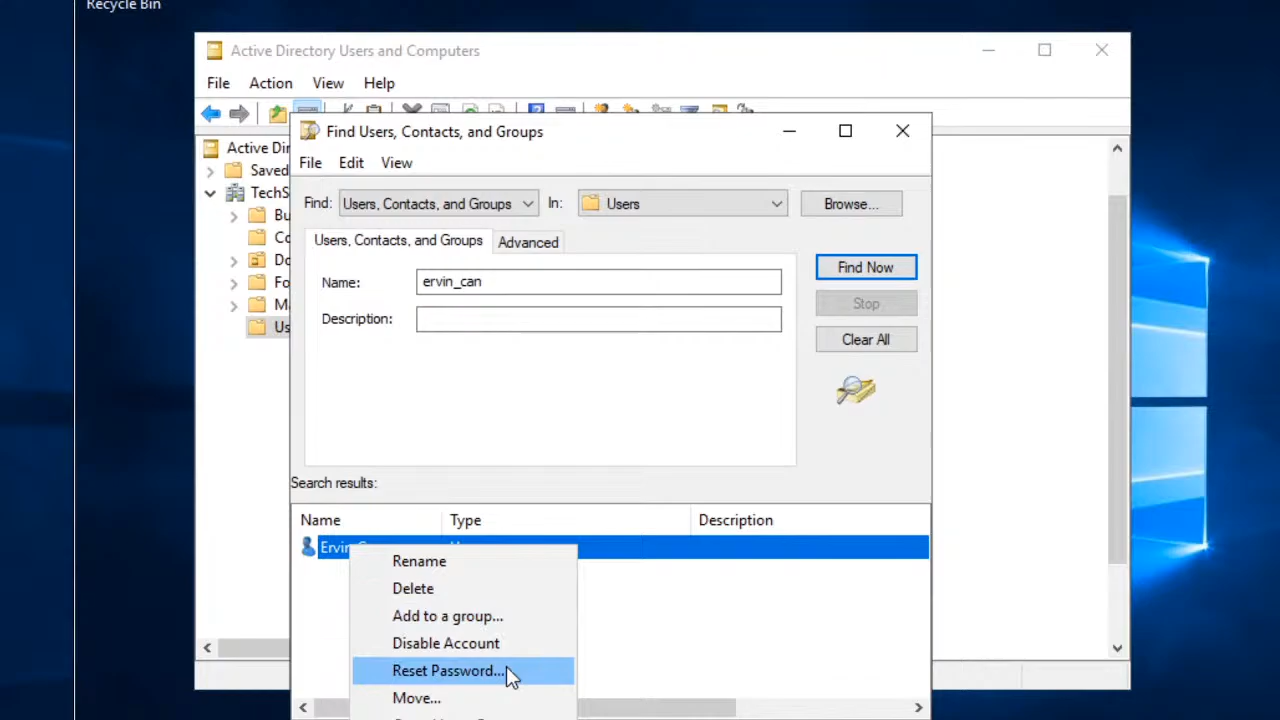 Recycle Bin
Active Directory Users and Computers
File Action View Help
Find Users, Contacts, and Groups
Active Dir
File Edit View
Saved
TechS
Find: Users, Contacts, and Groups In: Users Browse...
Bu
Co
Users, Contacts, and Groups Advanced
Do
Find Now
Fo
Name: ervin_can
Stop
Ma
Description:
Us
Clear All
Search results:
Name Type Description
Ervin
Rename
Delete
Add to a group...
Disable Account
Reset Password...
Move...